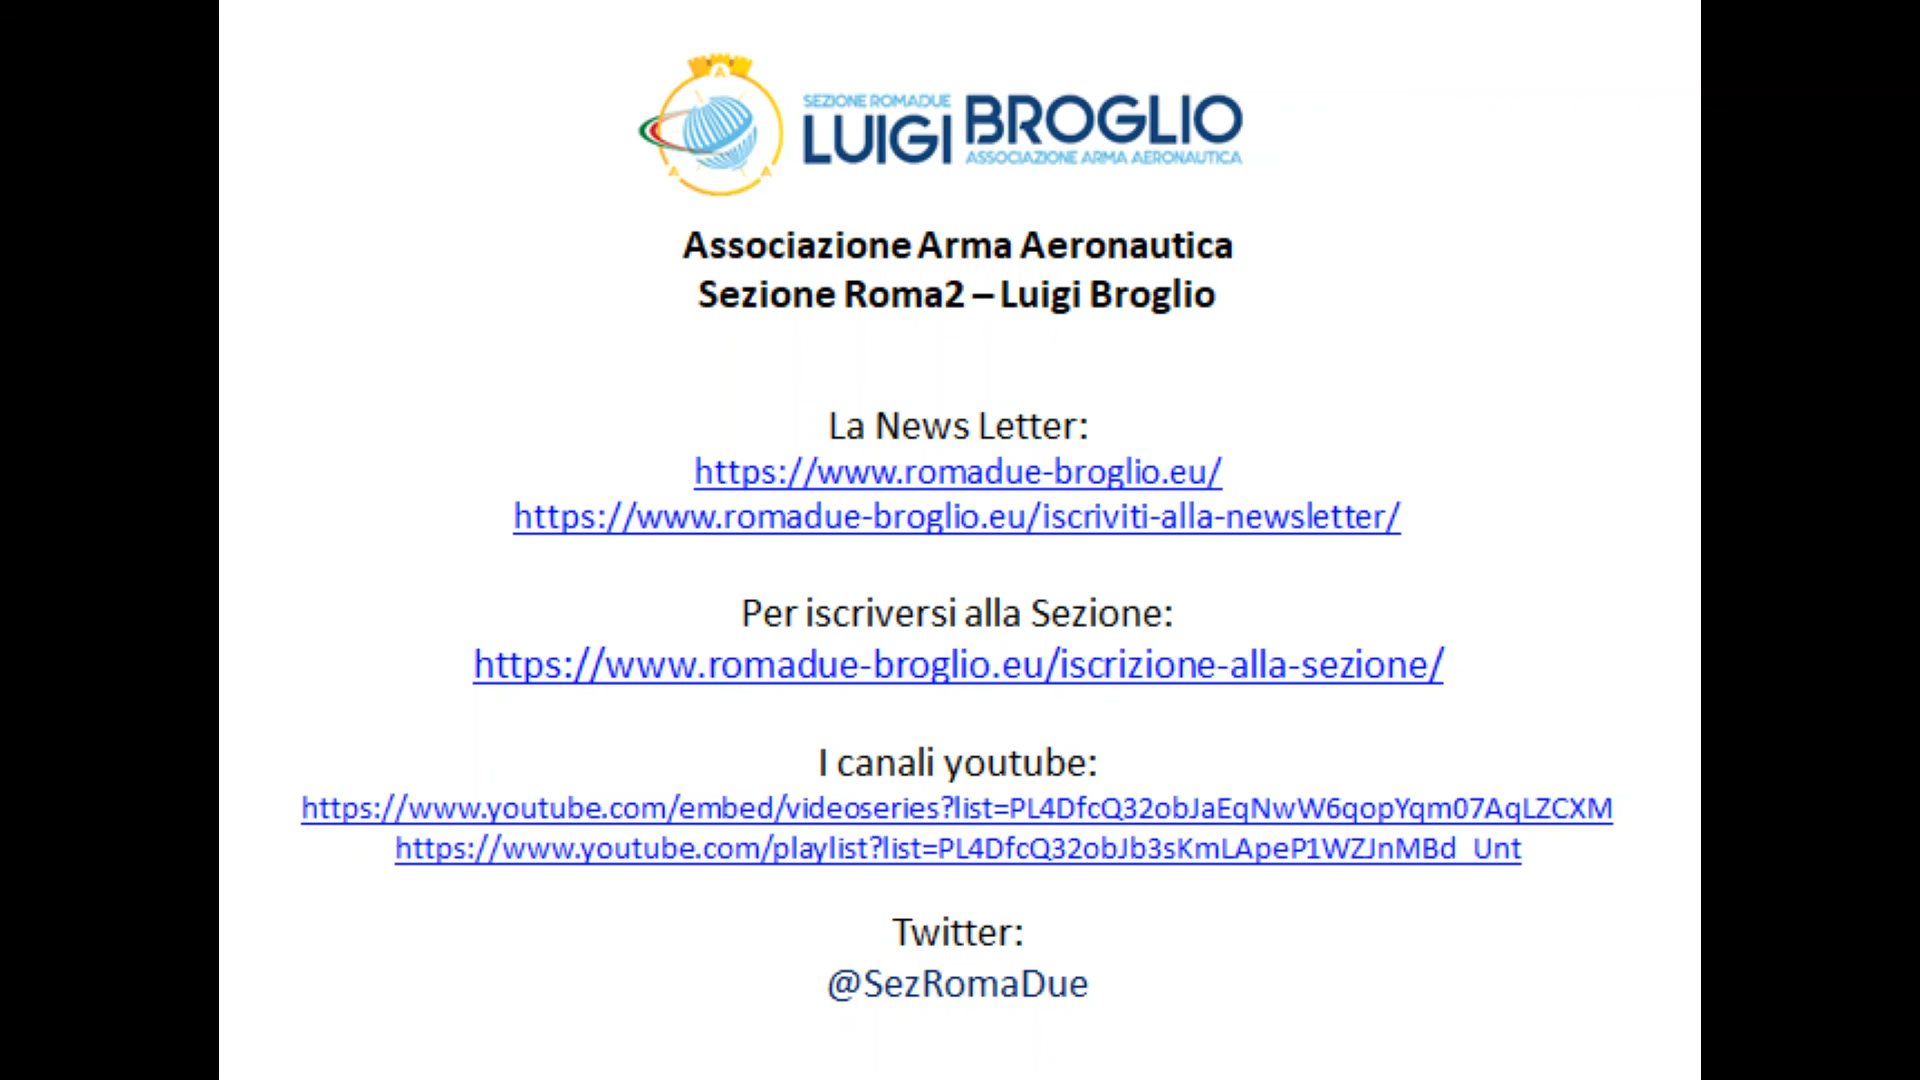 SEZIONE ROMADUE
LUIGI BROGLIO
ASSOCIAZIONE ARMA AERONAUTICA
Associazione Arma Aeronautica
Sezione Roma2 – Luigi Broglio
La News Letter:
https://www.romadue-broglio.eu/
https://www.romadue-broglio.eu/iscriviti-alla-newsletter/
Per iscriversi alla Sezione:
https://www.romadue-broglio.eu/iscrizione-alla-sezione/
I canali youtube:
https://www.youtube.com/embed/videoseries?list=PL4DfcQ32obJaEqNwW6qopYqm07AqLZCXM
https://www.youtube.com/playlist?list=PL4DfcQ32obJb3sKmLApeP1WZJnMBd_Unt
Twitter:
@SezRomaDue